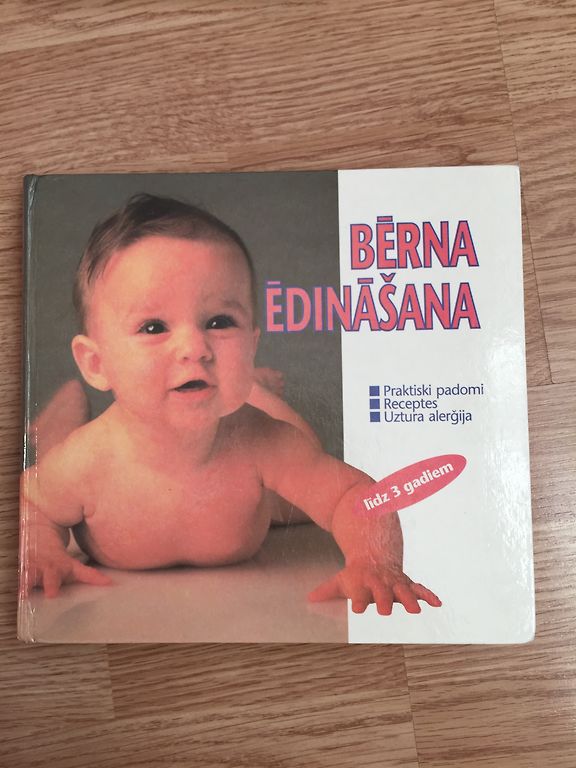 BĒRNA
ĒDINĀŠANA
Praktiski padomi
Receptes
Uztura alerģija
līdz 3 gadiem